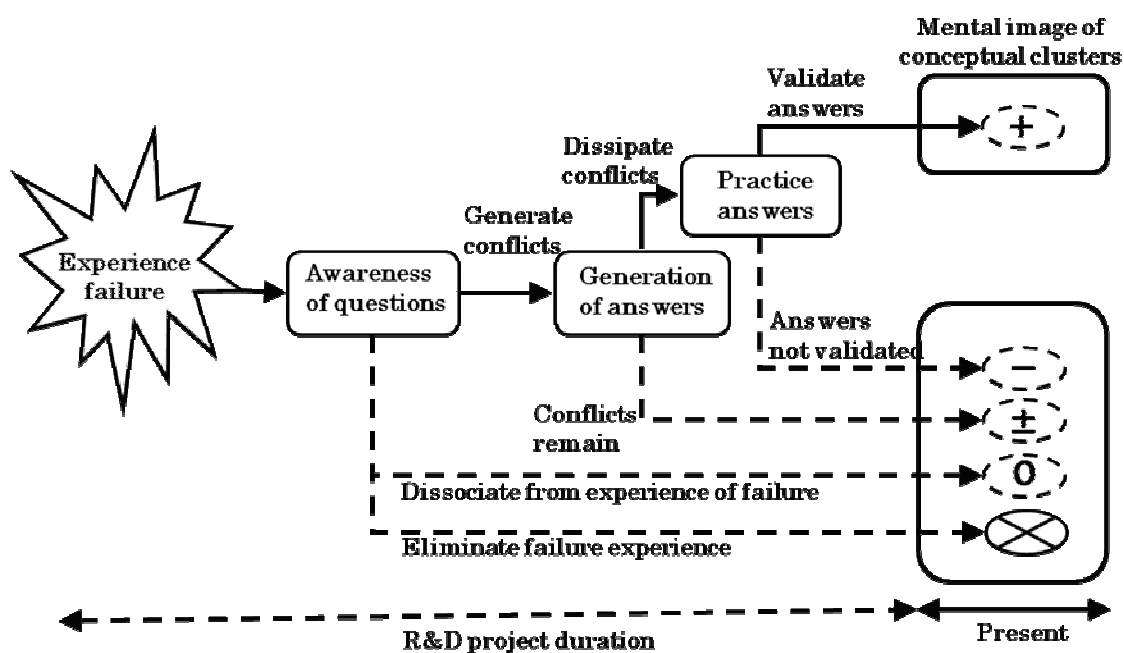 Mental image of
conceptual clusters
Validate
answers
+
Dissipate
conflicts
Practice
answers
Generate
conflicts
Experience
failure
Awareness
of questions
Generation
of answers
Answers
not validated
−
Conflicts
remain
±
0
Dissociate from experience of failure
Eliminate failure experience
R&D project duration
Present